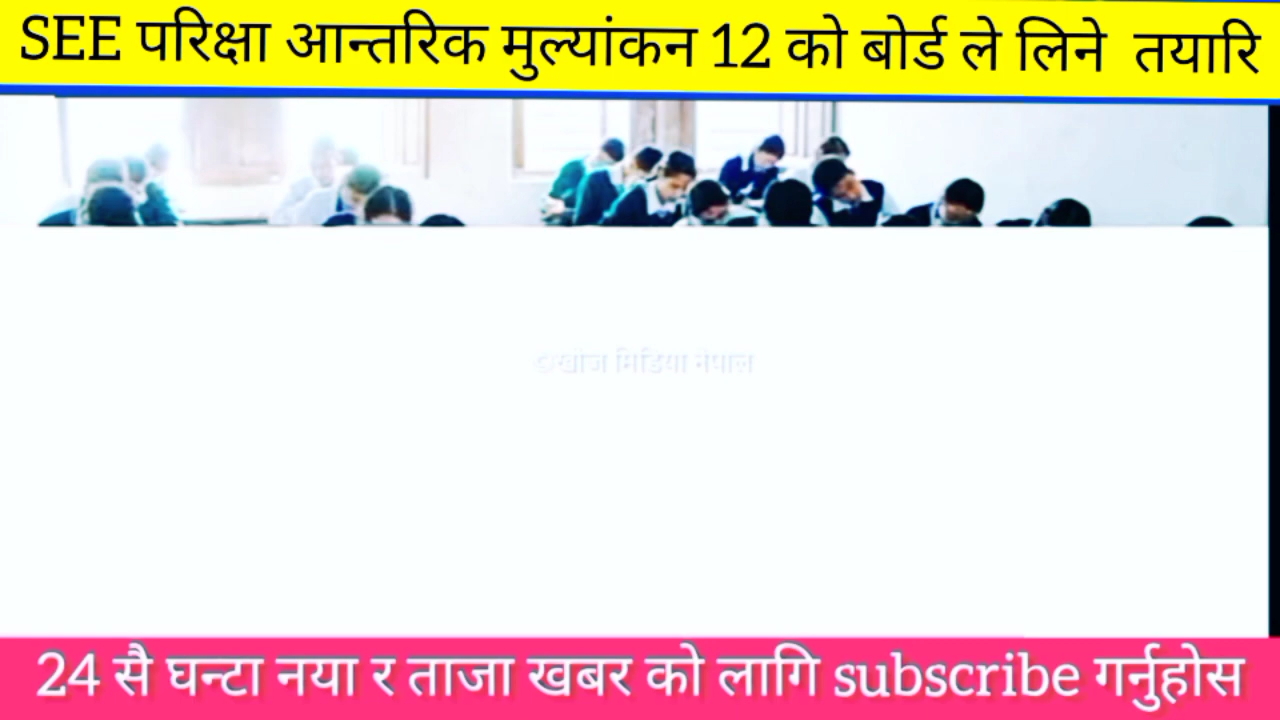 SEE परिक्षा आन्तरिक मुल्यांकन 12 को बोर्ड ले लिने तयारि
©खोज मिडिया नेपाल
24 सै घन्टा नया र ताजा खबर को लागि subscribe गर्नुहोस